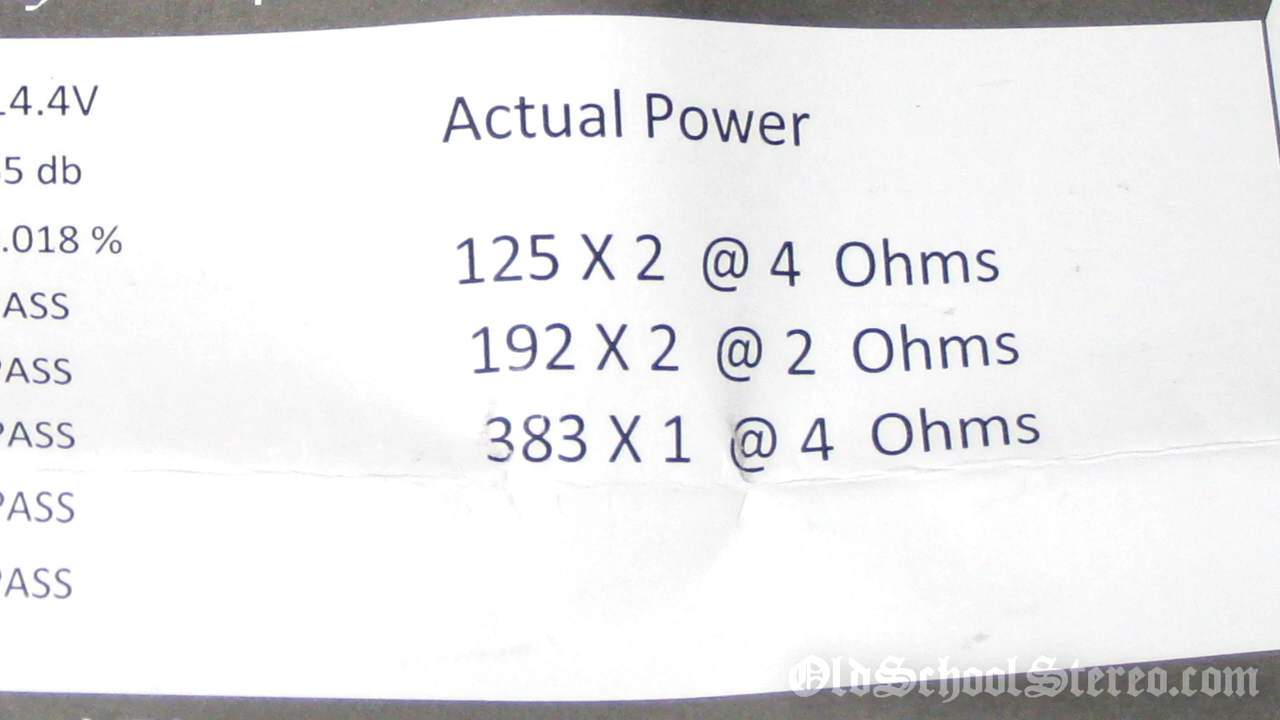 14.4V
5 db
.018 %
ASS
PASS
PASS
PASS
PASS
Actual Power
125 X 2 @ 4 Ohms
192 X 2 @ 2 Ohms
383 X 1 @ 4 Ohms
OldSchoolStereo.com